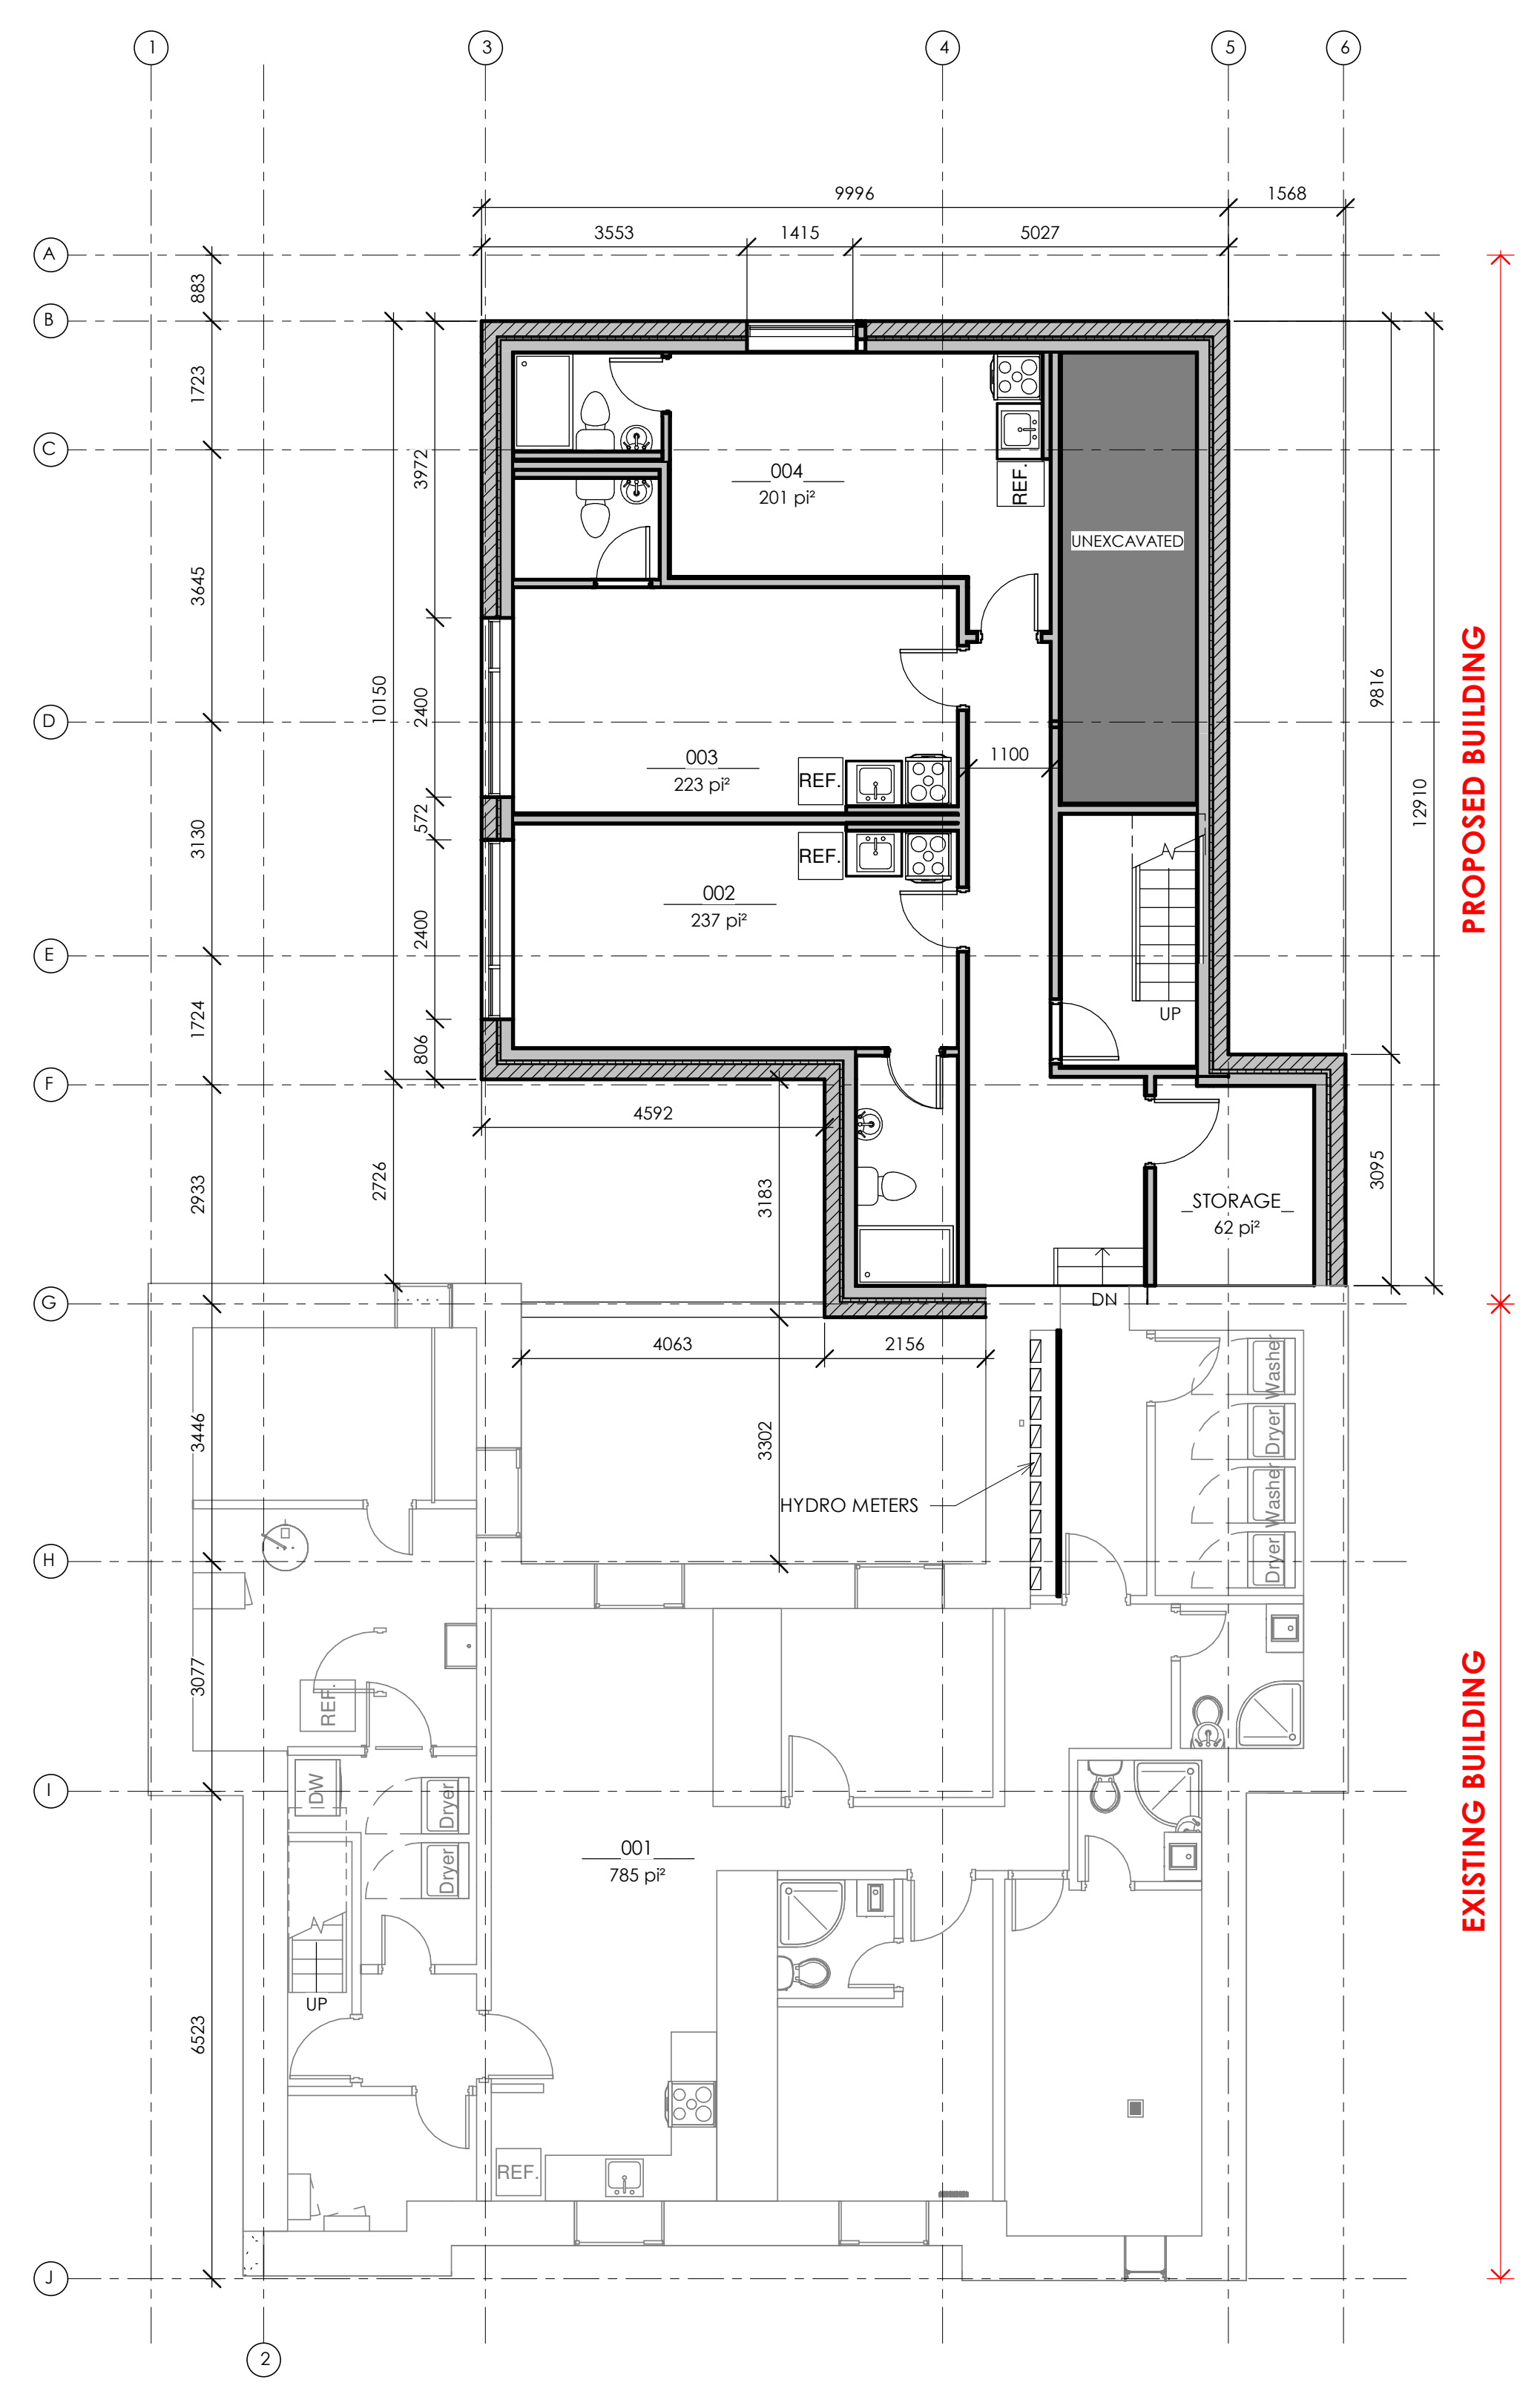 1
3
4
5
6
9996
1568
3553
1415
5027
A
883
B
1723
C
3972
004
201 pi²
REF.
UNEXCAVATED
3645
10150
2400
9816
D
003
223 pi²
REF.
1100
12910
PROPOSED BUILDING
3130
572
REF.
002
237 pi²
2400
E
1724
806
UP
F
4592
2933
2726
3183
3095
STORAGE
62 pi²
G
DN
4063
2156
3446
3302
HYDRO METERS
Washer
Dryer
Washer
Dryer
H
3077
REF.
DW
Dryer
Dryer
I
001
785 pi²
EXISTING BUILDING
UP
6523
REF.
J
2